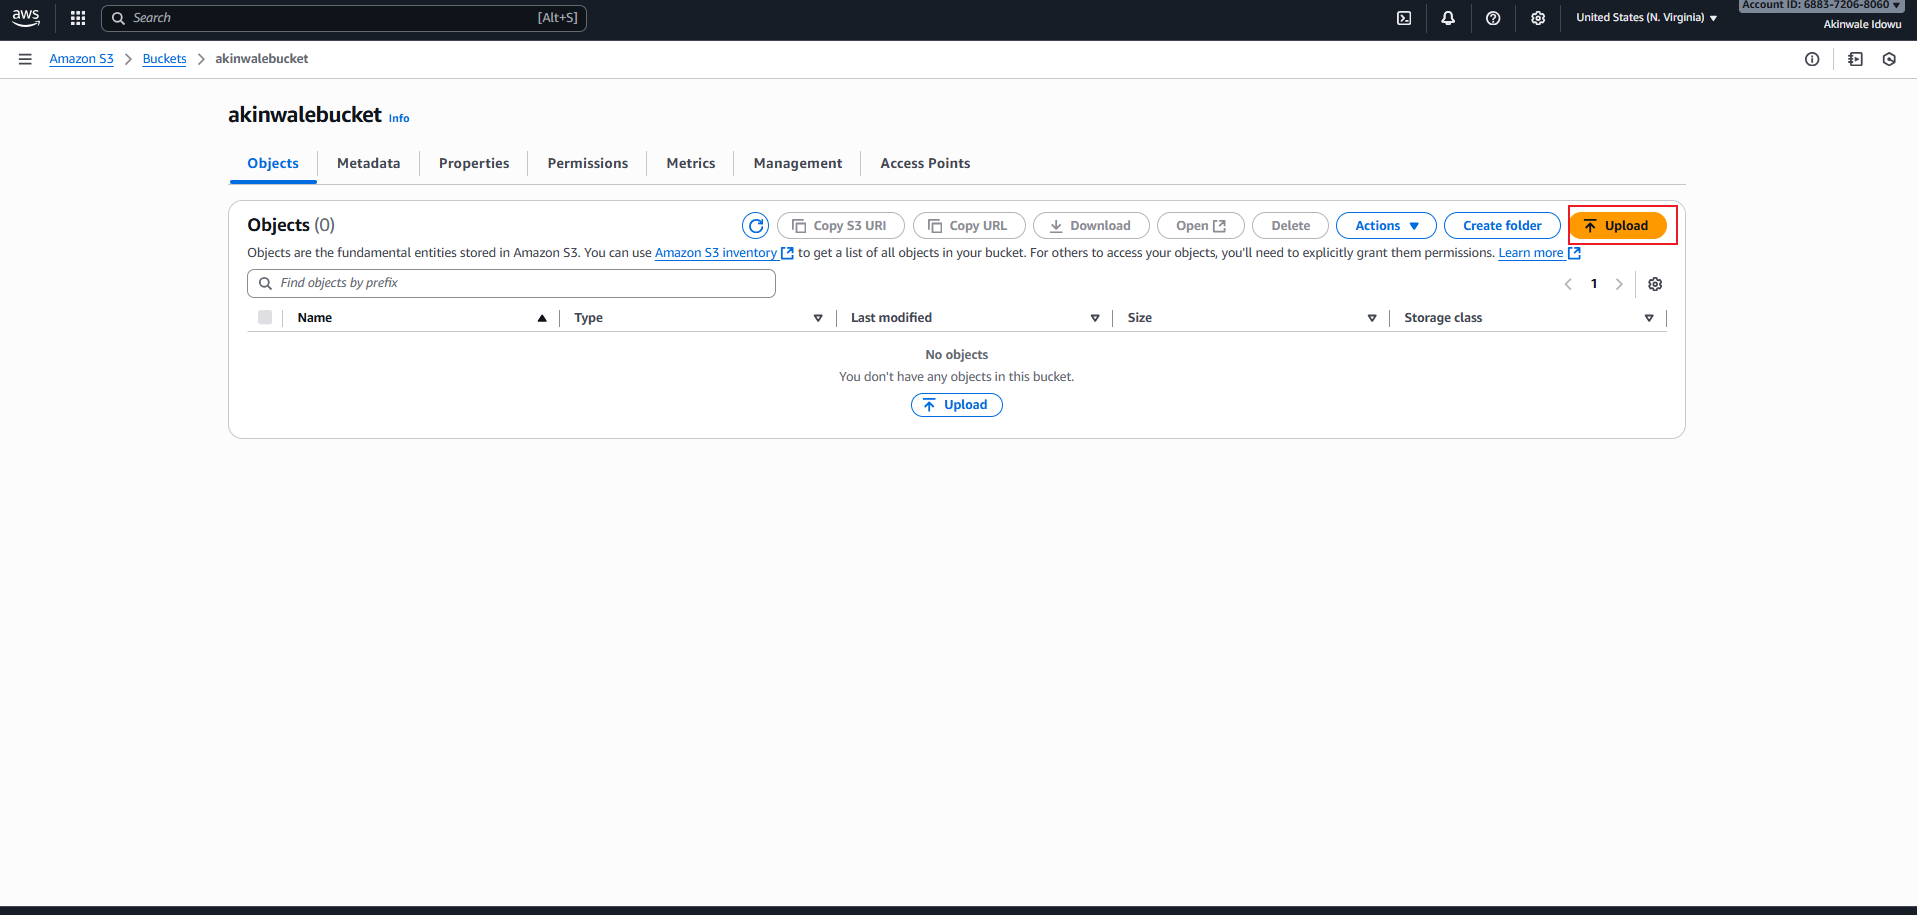 aws
Search [Alt+S]
United States (N. Virginia)
Account ID: 6883-7206-8060
Akinwale Idowu
Amazon S3 > Buckets > akinwalebucket
akinwalebucket Info
Objects Metadata Properties Permissions Metrics Management Access Points
Objects (0)
Copy S3 URI Copy URL Download Open Delete Actions Create folder Upload
Objects are the fundamental entities stored in Amazon S3. You can use Amazon S3 inventory to get a list of all objects in your bucket. For others to access your objects, you'll need to explicitly grant them permissions. Learn more
Find objects by prefix
1
Name Type Last modified Size Storage class
No objects
You don't have any objects in this bucket.
Upload